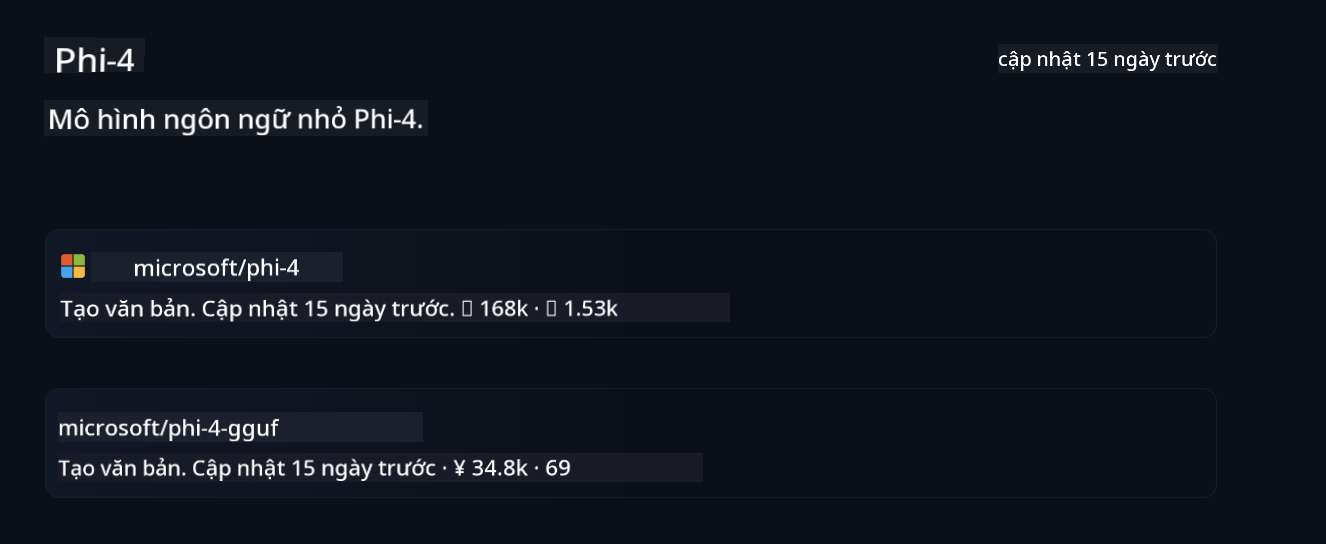 Phi-4
cập nhật 15 ngày trước
Mô hình ngôn ngữ nhỏ Phi-4.
microsoft/phi-4
Tạo văn bản. Cập nhật 15 ngày trước. ▯ 168k · ▯ 1.53k
microsoft/phi-4-gguf
Tạo văn bản. Cập nhật 15 ngày trước · ¥ 34.8k · 69